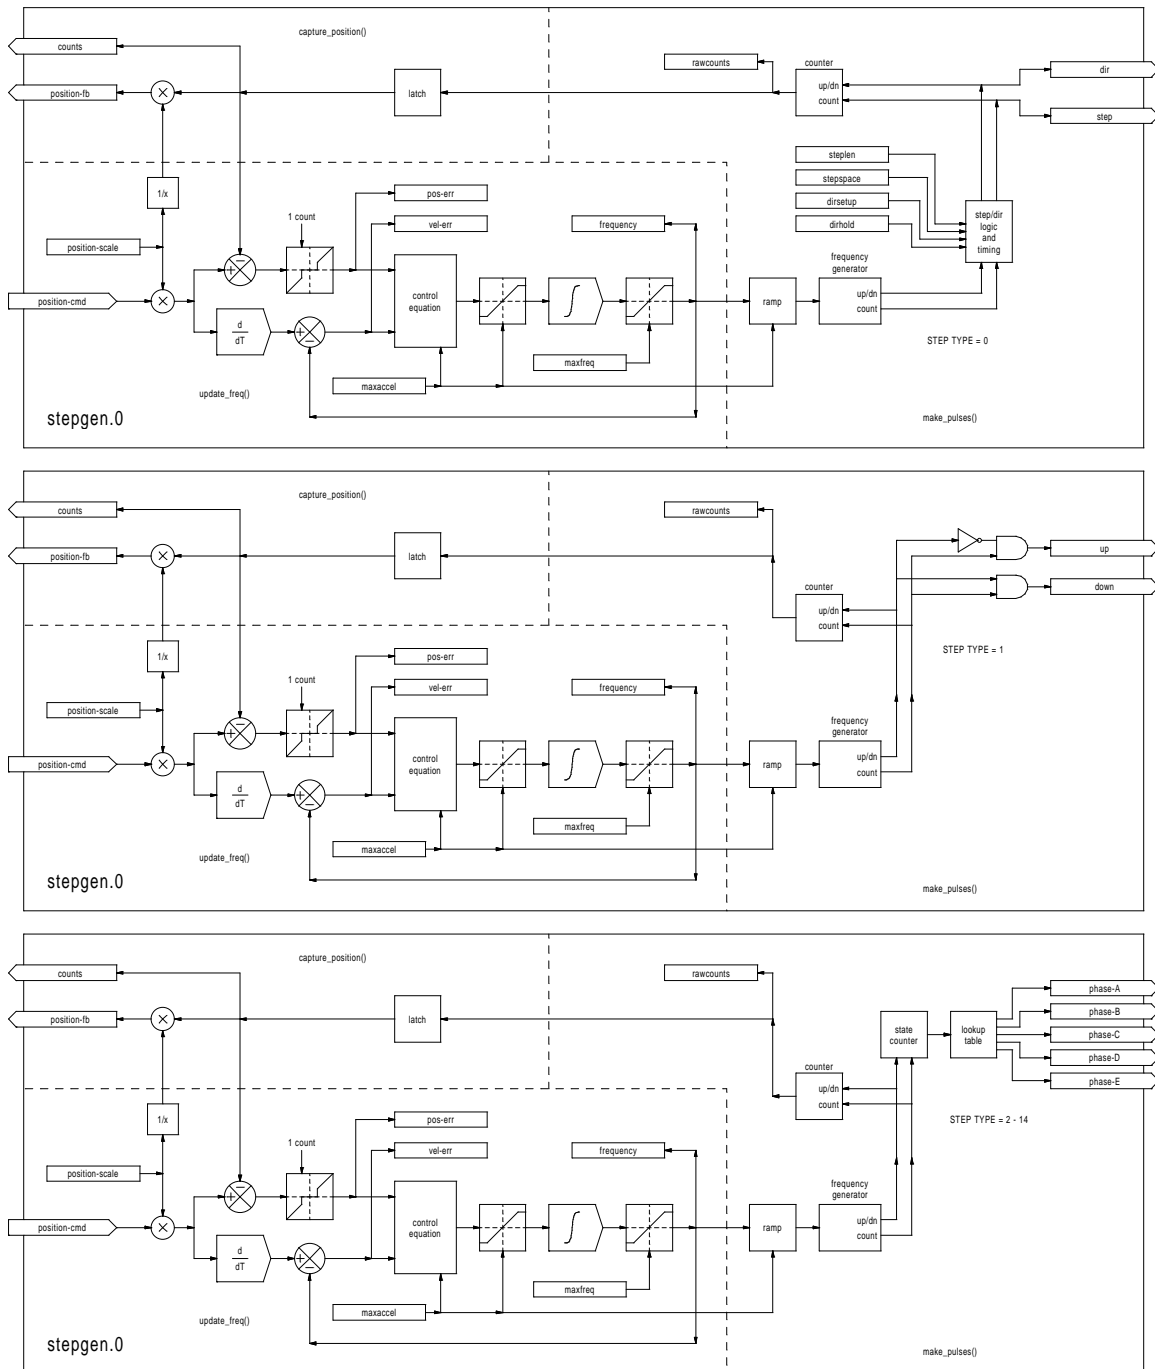 capture_position()
counts
rawcounts
counter
dir
position-fb
×
latch
up/dn
count
step
steplen
1/x
stepspace
pos-err
dirsetup
step/dir
logic
and
timing
1 count
vel-err
frequency
dirhold
position-scale
+
−
frequency
generator
position-cmd
×
control
equation
ramp
up/dn
count
d
dT
+
−
STEP TYPE = 0
maxfreq
maxaccel
update_freq()
stepgen.0
make_pulses()
capture_position()
counts
rawcounts
up
position-fb
×
latch
down
counter
up/dn
count
1/x
STEP TYPE = 1
pos-err
1 count
vel-err
frequency
position-scale
+
−
frequency
generator
position-cmd
×
control
equation
ramp
up/dn
count
d
dT
+
−
maxfreq
maxaccel
update_freq()
stepgen.0
make_pulses()
capture_position()
counts
rawcounts
phase-A
phase-B
position-fb
×
latch
state
counter
lookup
table
phase-C
phase-D
counter
phase-E
up/dn
count
1/x
STEP TYPE = 2 - 14
pos-err
1 count
vel-err
frequency
position-scale
+
−
frequency
generator
position-cmd
×
control
equation
ramp
up/dn
count
d
dT
+
−
maxfreq
maxaccel
update_freq()
stepgen.0
make_pulses()